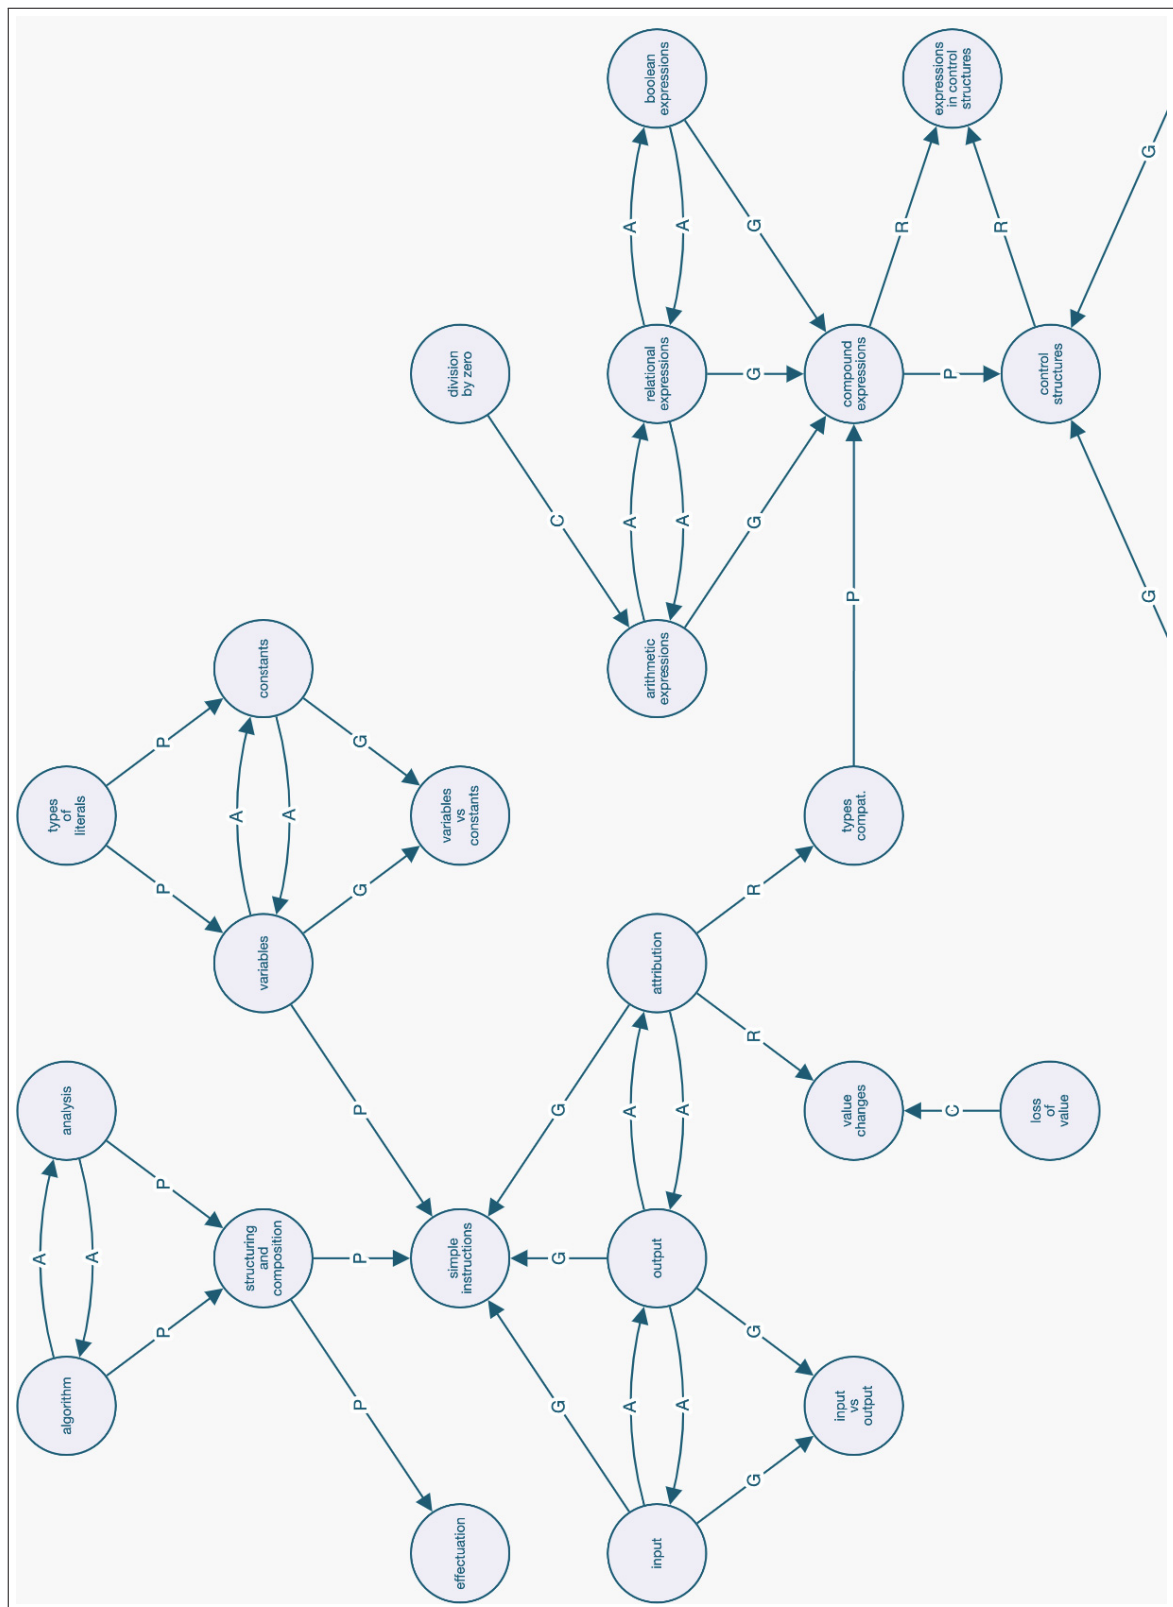 A
algorithm
analysis
types
of
literals
A
P
P
P
P
A
structuring
and
composition
variables
constants
A
P
P
P
G
G
effectuation
simple
instructions
variables
vs
constants
division
by zero
G
G
G
C
A
A
A
A
input
output
attribution
arithmetic
expressions
relational
expressions
boolean
expressions
A
A
A
A
G
G
R
R
G
G
G
input
vs
output
value
changes
types
compat.
P
compound
expressions
R
C
P
expressions
in control
structures
R
loss
of
value
control
structures
G
G